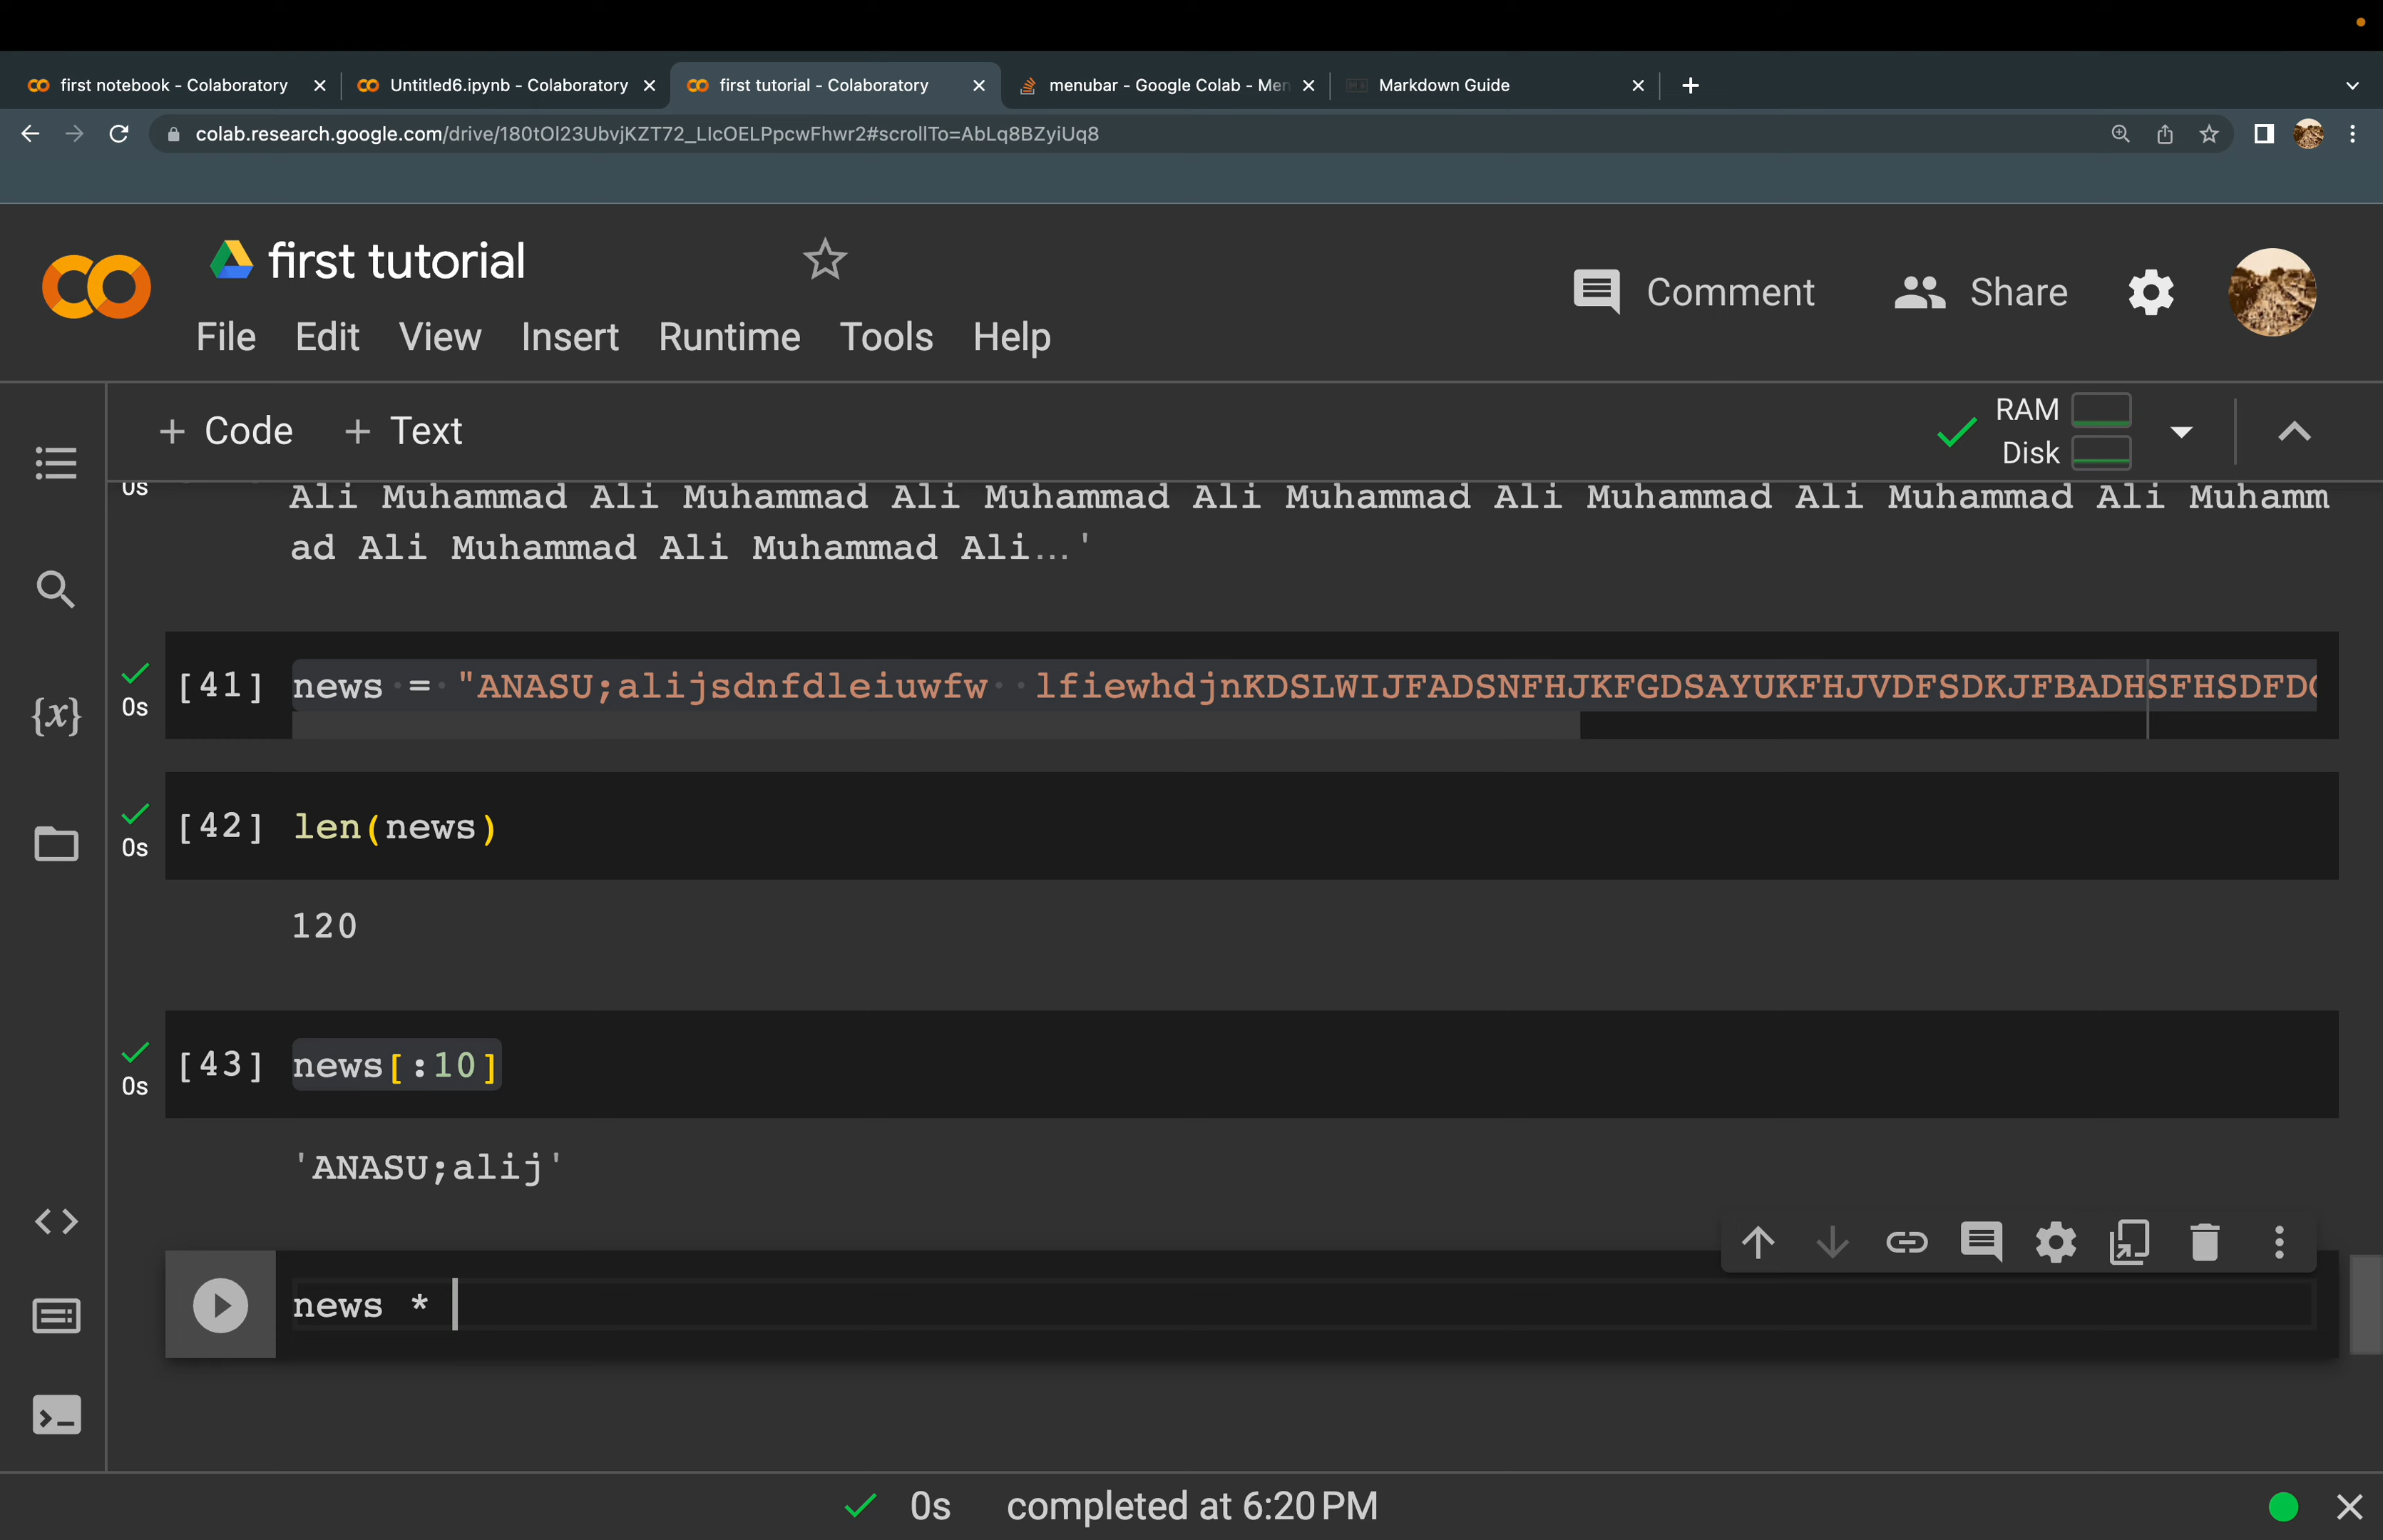 first notebook - Colaboratory
Untitled6.ipynb - Colaboratory
first tutorial - Colaboratory
menubar - Google Colab - Men
Markdown Guide
colab.research.google.com/drive/180tOl23UbvjKZT72_LIcOELPpcwFhwr2#scrollTo=AbLq8BZyiUq8
first tutorial
Comment
Share
File Edit View Insert Runtime Tools Help
+ Code + Text
RAM
Disk
0s
Ali Muhammad Ali Muhammad Ali Muhammad Ali Muhammad Ali Muhammad Ali Muhammad Ali Muhamm
ad Ali Muhammad Ali Muhammad Ali…'
[41] news = "ANASU;alijsdnfdleiuwfw  lfiewhdjnKDSLWIJFADSNFHJKFGDSAYUKFHJVDFSDKJFBADHSFHSDFD
0s
[42] len(news)
0s
120
[43] news[:10]
0s
'ANASU;alij'
news *
0s completed at 6:20 PM